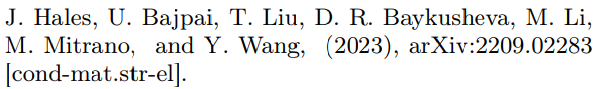 J. Hales, U. Bajpai, T. Liu, D. R. Baykusheva, M. Li,
M. Mitrano, and Y. Wang, (2023), arXiv:2209.02283
[cond-mat.str-el].